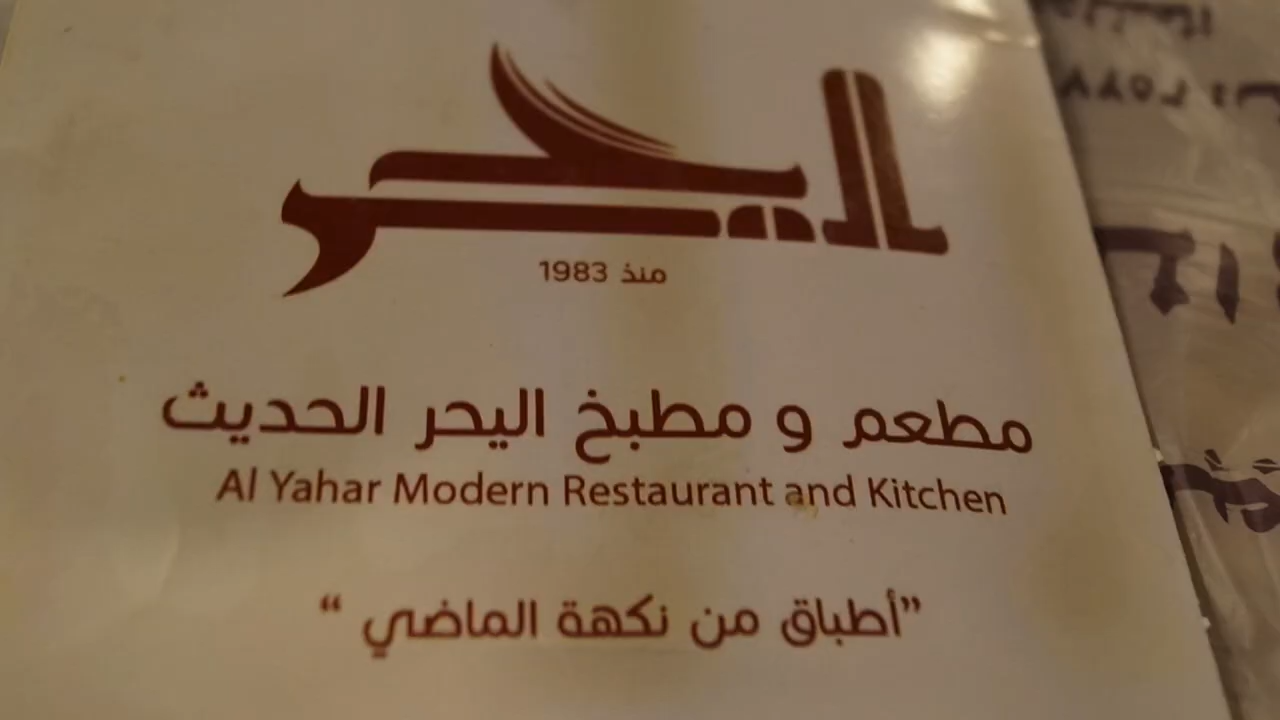 اليحر
منذ 1983
مطعم و مطبخ اليحر الحديث
Al Yahar Modern Restaurant and Kitchen
”أطباق من نكهة الماضي “